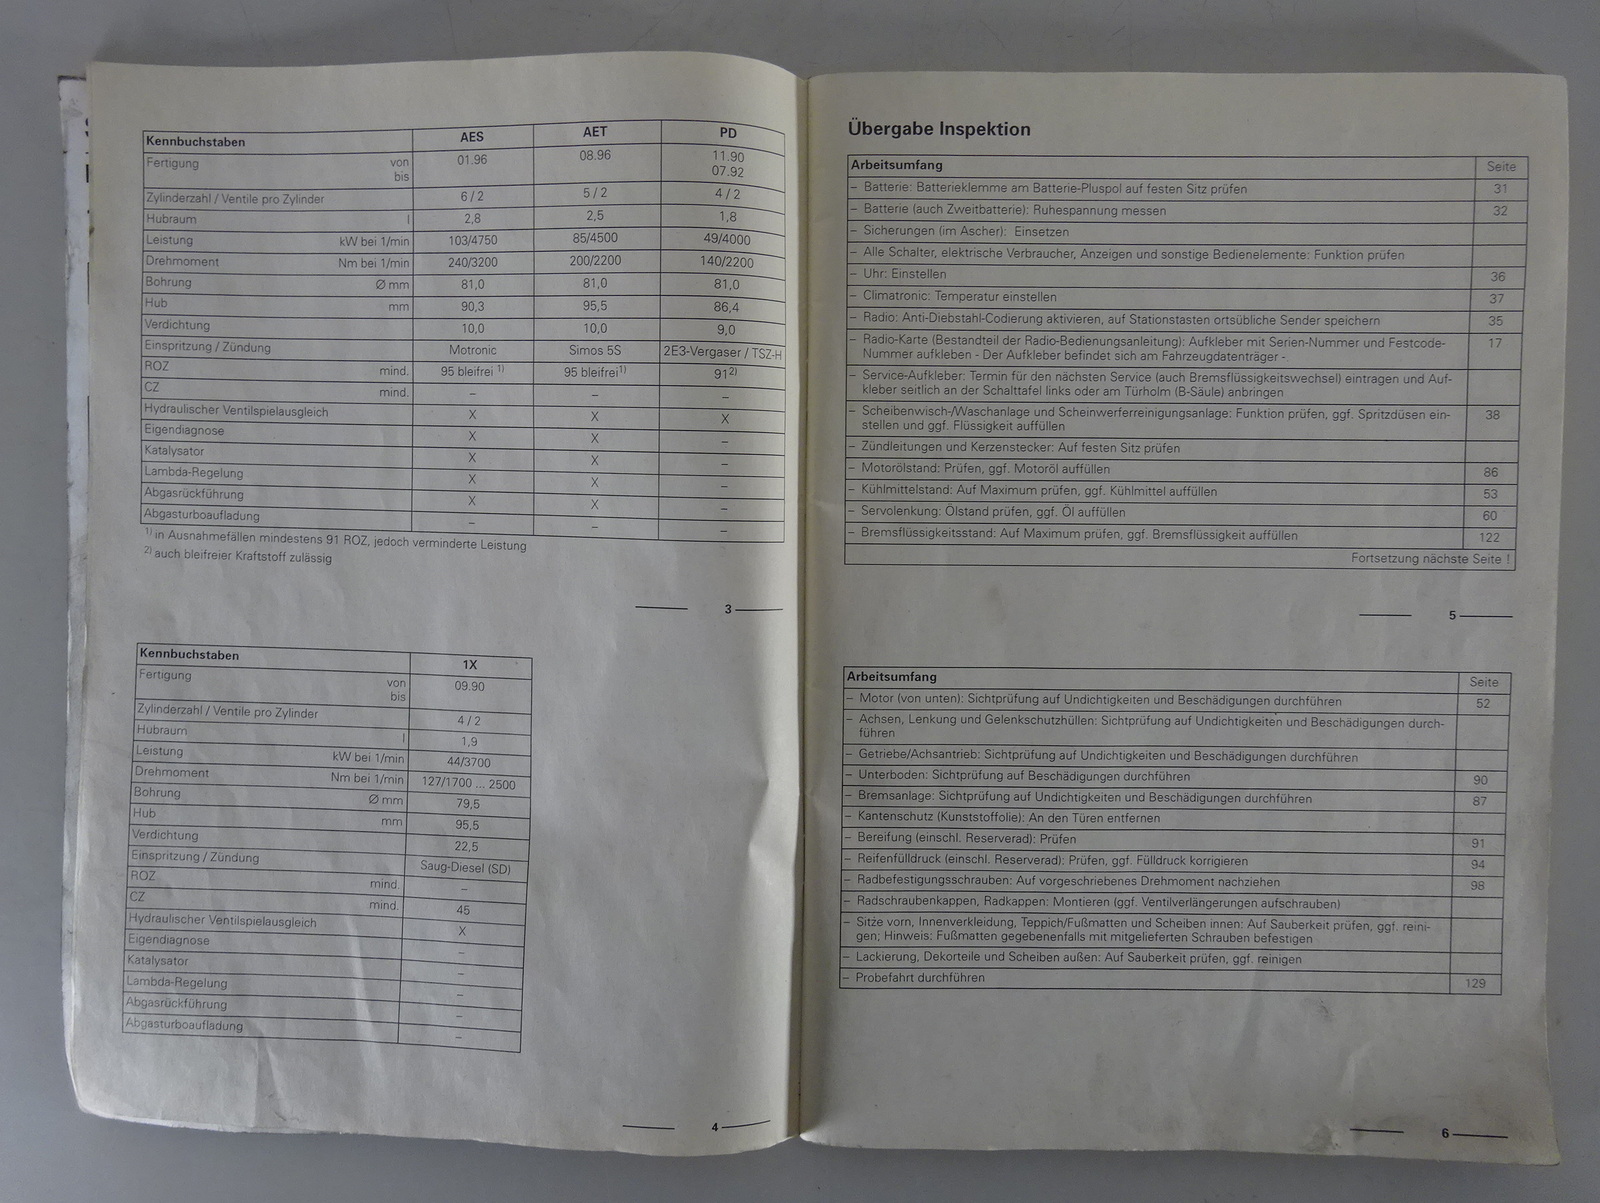 Kennbuchstaben AES AET PD
Fertigung von 01.96 08.96 11.90
bis 07.92
Zylinderzahl / Ventile pro Zylinder 6 / 2 5 / 2 4 / 2
Hubraum l 2,8 2,5 1,8
Leistung kW bei 1/min 103/4750 85/4500 49/4000
Drehmoment Nm bei 1/min 240/3200 200/2200 140/2200
Bohrung Ø mm 81,0 81,0 81,0
Hub mm 90,3 95,5 86,4
Verdichtung 10,0 10,0 9,0
Einspritzung / Zündung Motronic Simos 5S 2E3-Vergaser / TSZ-H
ROZ mind. 95 bleifrei 1) 95 bleifrei1) 912)
CZ mind. – – –
Hydraulischer Ventilspielausgleich X X X
Eigendiagnose X X –
Katalysator X X –
Lambda-Regelung X X –
Abgasrückführung X X –
Abgasturboaufladung – – –
1) in Ausnahmefällen mindestens 91 ROZ, jedoch verminderte Leistung
2) auch bleifreier Kraftstoff zulässig
3
Kennbuchstaben 1X
Fertigung von 09.90
bis
Zylinderzahl / Ventile pro Zylinder 4 / 2
Hubraum l 1,9
Leistung kW bei 1/min 44/3700
Drehmoment Nm bei 1/min 127/1700 ... 2500
Bohrung Ø mm 79,5
Hub mm 95,5
Verdichtung 22,5
Einspritzung / Zündung Saug-Diesel (SD)
ROZ mind. –
CZ mind. 45
Hydraulischer Ventilspielausgleich X
Eigendiagnose –
Katalysator –
Lambda-Regelung –
Abgasrückführung –
Abgasturboaufladung –
4
Übergabe Inspektion
Arbeitsumfang Seite
– Batterie: Batterieklemme am Batterie-Pluspol auf festen Sitz prüfen 31
– Batterie (auch Zweitbatterie): Ruhespannung messen 32
– Sicherungen (im Ascher): Einsetzen
– Alle Schalter, elektrische Verbraucher, Anzeigen und sonstige Bedienelemente: Funktion prüfen
– Uhr: Einstellen 36
– Climatronic: Temperatur einstellen 37
– Radio: Anti-Diebstahl-Codierung aktivieren, auf Stationstasten ortsübliche Sender speichern 35
– Radio-Karte (Bestandteil der Radio-Bedienungsanleitung): Aufkleber mit Serien-Nummer und Festcode- 17
Nummer aufkleben - Der Aufkleber befindet sich am Fahrzeugdatenträger -.
– Service-Aufkleber: Termin für den nächsten Service (auch Bremsflüssigkeitswechsel) eintragen und Auf-
kleber seitlich an der Schalttafel links oder am Türholm (B-Säule) anbringen
– Scheibenwisch-/Waschanlage und Scheinwerferreinigungsanlage: Funktion prüfen, ggf. Spritzdüsen ein- 38
stellen und ggf. Flüssigkeit auffüllen
– Zündleitungen und Kerzenstecker: Auf festen Sitz prüfen
– Motorölstand: Prüfen, ggf. Motoröl auffüllen 86
– Kühlmittelstand: Auf Maximum prüfen, ggf. Kühlmittel auffüllen 53
– Servolenkung: Ölstand prüfen, ggf. Öl auffüllen 60
– Bremsflüssigkeitsstand: Auf Maximum prüfen, ggf. Bremsflüssigkeit auffüllen 122
Fortsetzung nächste Seite !
5
Arbeitsumfang Seite
– Motor (von unten): Sichtprüfung auf Undichtigkeiten und Beschädigungen durchführen 52
– Achsen, Lenkung und Gelenkschutzhüllen: Sichtprüfung auf Undichtigkeiten und Beschädigungen durch-
führen
– Getriebe/Achsantrieb: Sichtprüfung auf Undichtigkeiten und Beschädigungen durchführen
– Unterboden: Sichtprüfung auf Beschädigungen durchführen 90
– Bremsanlage: Sichtprüfung auf Undichtigkeiten und Beschädigungen durchführen 87
– Kantenschutz (Kunststoffolie): An den Türen entfernen
– Bereifung (einschl. Reserverad): Prüfen 91
– Reifenfülldruck (einschl. Reserverad): Prüfen, ggf. Fülldruck korrigieren 94
– Radbefestigungsschrauben: Auf vorgeschriebenes Drehmoment nachziehen 98
– Radschraubenkappen, Radkappen: Montieren (ggf. Ventilverlängerungen aufschrauben)
– Sitze vorn, Innenverkleidung, Teppich/Fußmatten und Scheiben innen: Auf Sauberkeit prüfen, ggf. reini-
gen; Hinweis: Fußmatten gegebenenfalls mit mitgelieferten Schrauben befestigen
– Lackierung, Dekorteile und Scheiben außen: Auf Sauberkeit prüfen, ggf. reinigen
– Probefahrt durchführen 129
6